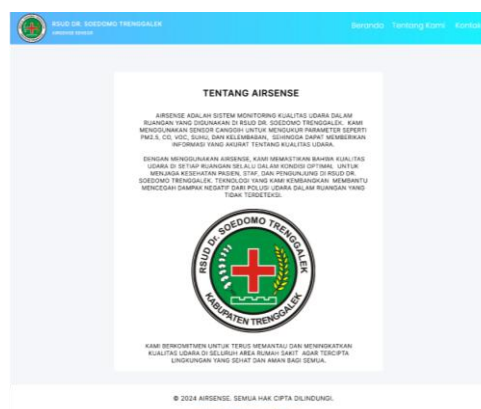 RSUD DR. SOEDOMO TRENGGALEK
AIRSENSE SENSOR
Beranda Tentang Kami Kontak
TENTANG AIRSENSE
AIRSENSE ADALAH SISTEM MONITORING KUALITAS UDARA DALAM
RUANGAN YANG DIGUNAKAN DI RSUD DR. SOEDOMO TRENGGALEK. KAMI
MENGGUNAKAN SENSOR CANGGIH UNTUK MENGUKUR PARAMETER SEPERTI
PM2.5, CO, VOC, SUHU, DAN KELEMBABAN, SEHINGGA DAPAT MEMBERIKAN
INFORMASI YANG AKURAT TENTANG KUALITAS UDARA.
DENGAN MENGGUNAKAN AIRSENSE, KAMI MEMASTIKAN BAHWA KUALITAS
UDARA DI SETIAP RUANGAN SELALU DALAM KONDISI OPTIMAL UNTUK
MENJAGA KESEHATAN PASIEN, STAF, DAN PENGUNJUNG DI RSUD DR.
SOEDOMO TRENGGALEK. TEKNOLOGI YANG KAMI KEMBANGKAN MEMBANTU
MENCEGAH DAMPAK NEGATIF DARI POLUSI UDARA DALAM RUANGAN YANG
TIDAK TERDETEKSI.
RSUD Dr. SOEDOMO TRENGGALEK
KABUPATEN TRENGGALEK
KAMI BERKOMITMEN UNTUK TERUS MEMANTAU DAN MENINGKATKAN
KUALITAS UDARA DI SELURUH AREA RUMAH SAKIT AGAR TERCIPTA
LINGKUNGAN YANG SEHAT DAN AMAN BAGI SEMUA.
© 2024 AIRSENSE. SEMUA HAK CIPTA DILINDUNGI.